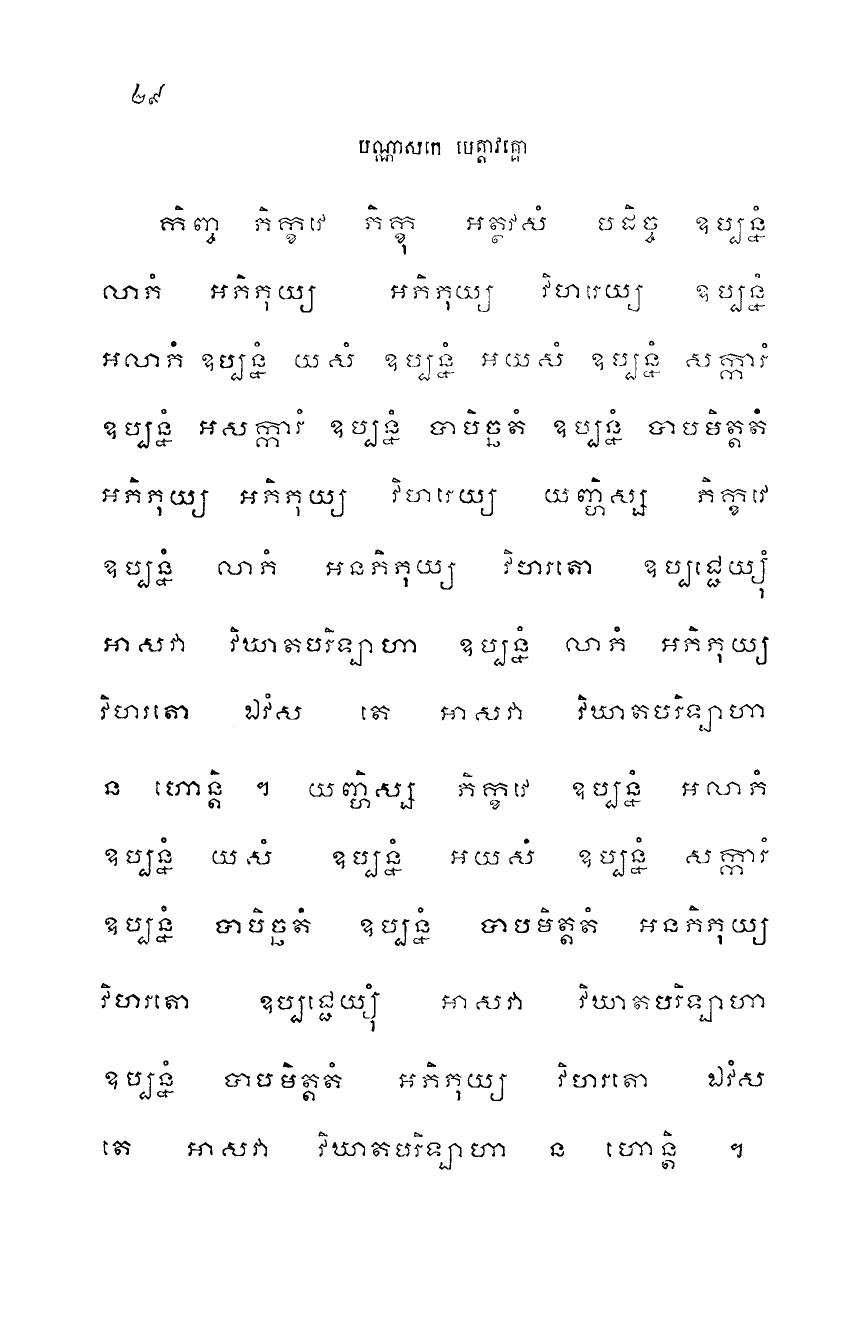 ២៩
បណ្ណាសកេ មេត្តាវគ្គោ
កិញ្ច ភិក្ខវេ ភិក្ខុ អត្ថវសំ បដិច្ច ឧប្បន្នំ
លាភំ អភិភុយ្យ អភិភុយ្យ វិហរេយ្យ ឧប្បន្នំ
អលាភំ ឧប្បន្នំ យសំ ឧប្បន្នំ អយសំ ឧប្បន្នំ សក្ការំ
ឧប្បន្នំ អសក្ការំ ឧប្បន្នំ បាបិច្ឆតំ ឧប្បន្នំ បាបមិត្តតំ
អភិភុយ្យ អភិភុយ្យ វិហរេយ្យ យញ្ហិស្ស ភិក្ខវេ
ឧប្បន្នំ លាភំ អនភិភុយ្យ វិហរតោ ឧប្បជ្ជេយ្យុំ
អាសវា វិឃាតបរិឡាហា ឧប្បន្នំ លាភំ អភិភុយ្យ
វិហរតោ ឯវំស តេ អាសវា វិឃាតបរិឡាហា
ន ហោន្តិ ។ យញ្ហិស្ស ភិក្ខវេ ឧប្បន្នំ អលាភំ
ឧប្បន្នំ យសំ ឧប្បន្នំ អយសំ ឧប្បន្នំ សក្ការំ
ឧប្បន្នំ បាបិច្ឆតំ ឧប្បន្នំ បាបមិត្តតំ អនភិភុយ្យ
វិហរតោ ឧប្បជ្ជេយ្យុំ អាសវា វិឃាតបរិឡាហា
ឧប្បន្នំ បាបមិត្តតំ អភិភុយ្យ វិហរតោ ឯវំស
តេ អាសវា វិឃាតបរិឡាហា ន ហោន្តិ ។